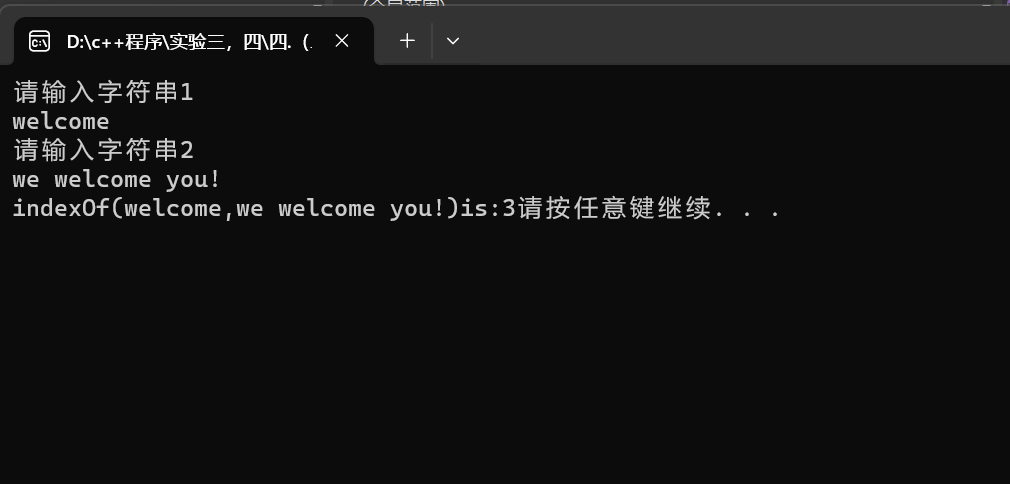 D:\c++程序\实验三，四\四.（.
请输入字符串1
welcome
请输入字符串2
we welcome you!
indexOf(welcome,we welcome you!)is:3请按任意键继续. . .